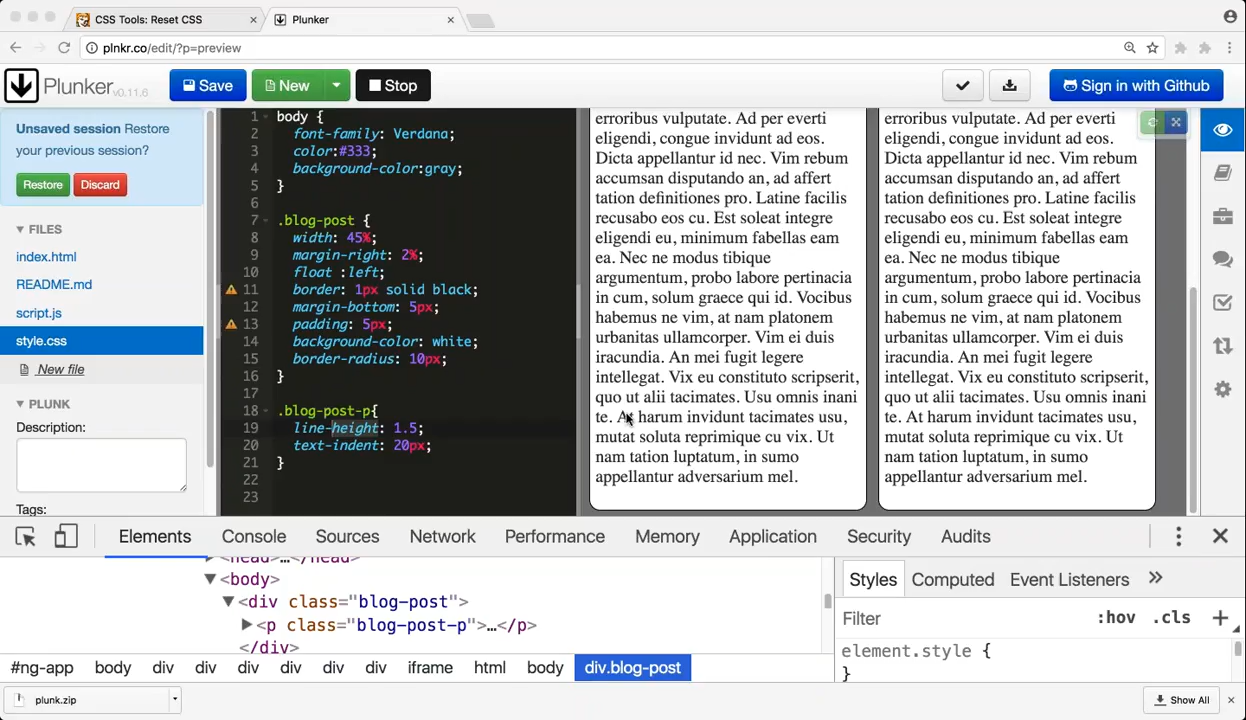 CSS Tools: Reset CSS
Plunker
plnkr.co/edit/?p=preview
Plunker v0.11.6
Save
New
Stop
Sign in with Github
Unsaved session Restore
your previous session?
Restore
Discard
FILES
index.html
README.md
script.js
style.css
New file
PLUNK
Description:
Tags:
1 body {
2 font-family: Verdana;
3 color:#333;
4 background-color:gray;
5 }
6
7 .blog-post {
8 width: 45%;
9 margin-right: 2%;
10 float :left;
11 border: 1px solid black;
12 margin-bottom: 5px;
13 padding: 5px;
14 background-color: white;
15 border-radius: 10px;
16 }
17
18 .blog-post-p{
19 line-height: 1.5;
20 text-indent: 20px;
21 }
22
23
erroribus vulputate. Ad per everti
eligendi, congue invidunt ad eos.
Dicta appellantur id nec. Vim rebum
accumsan disputando an, ad affert
tation definitiones pro. Latine facilis
recusabo eos cu. Est soleat integre
eligendi eu, minimum fabellas eam
ea. Nec ne modus tibique
argumentum, probo labore pertinacia
in cum, solum graece qui id. Vocibus
habemus ne vim, at nam platonem
urbanitas ullamcorper. Vim ei duis
iracundia. An mei fugit legere
intellegat. Vix eu constituto scripserit,
quo ut alii tacimates. Usu omnis inani
te. At harum invidunt tacimates usu,
mutat soluta reprimique cu vix. Ut
nam tation luptatum, in sumo
appellantur adversarium mel.
erroribus vulputate. Ad per everti
eligendi, congue invidunt ad eos.
Dicta appellantur id nec. Vim rebum
accumsan disputando an, ad affert
tation definitiones pro. Latine facilis
recusabo eos cu. Est soleat integre
eligendi eu, minimum fabellas eam
ea. Nec ne modus tibique
argumentum, probo labore pertinacia
in cum, solum graece qui id. Vocibus
habemus ne vim, at nam platonem
urbanitas ullamcorper. Vim ei duis
iracundia. An mei fugit legere
intellegat. Vix eu constituto scripserit,
quo ut alii tacimates. Usu omnis inani
te. At harum invidunt tacimates usu,
mutat soluta reprimique cu vix. Ut
nam tation luptatum, in sumo
appellantur adversarium mel.
Elements Console Sources Network Performance Memory Application Security Audits
<head>…</head>
<body>
<div class="blog-post">
<p class="blog-post-p">…</p>
</div>
#ng-app body div div div div div div iframe html body div.blog-post
Styles Computed Event Listeners »
Filter :hov .cls +
element.style {
}
plunk.zip
Show All